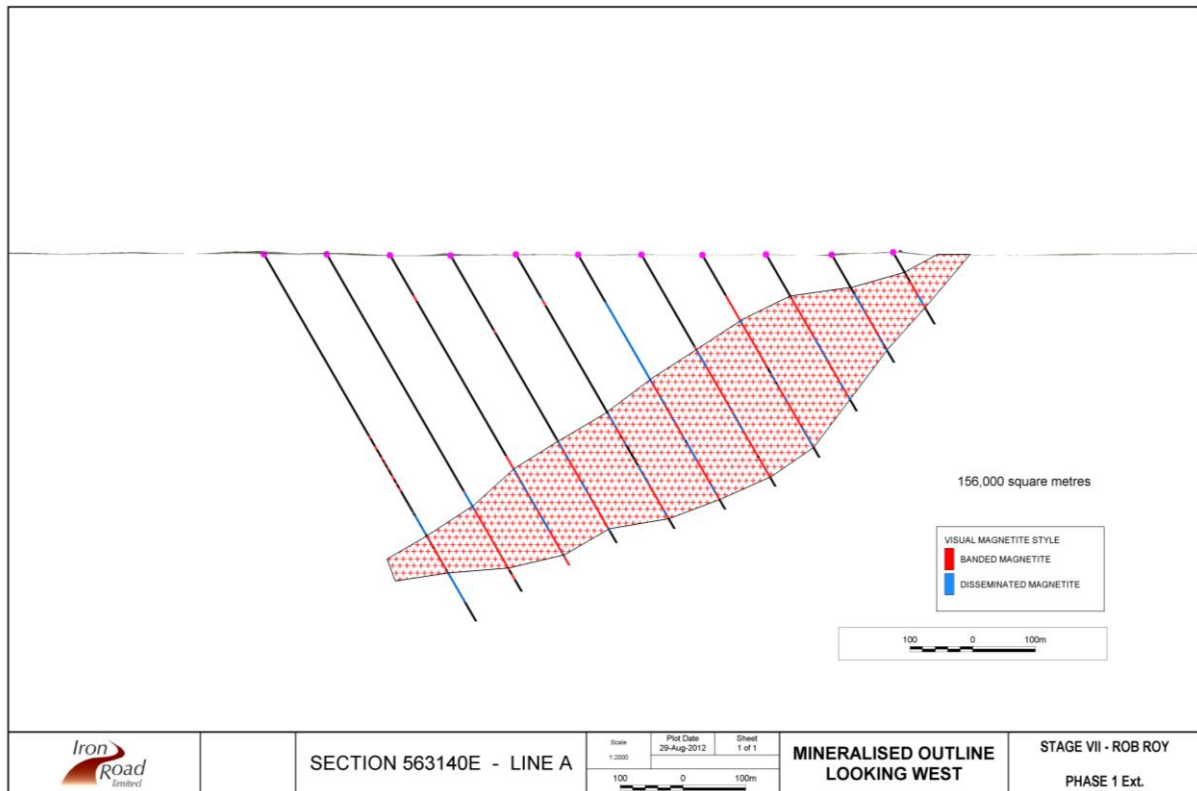 156,000 square metres
VISUAL MAGNETITE STYLE
BANDED MAGNETITE
DISSEMINATED MAGNETITE
100 0 100m
Iron
Road
limited
SECTION 563140E - LINE A
Scale
1:2000
Plot Date
29-Aug-2012
Sheet
1 of 1
100 0 100m
MINERALISED OUTLINE
LOOKING WEST
STAGE VII - ROB ROY
PHASE 1 Ext.